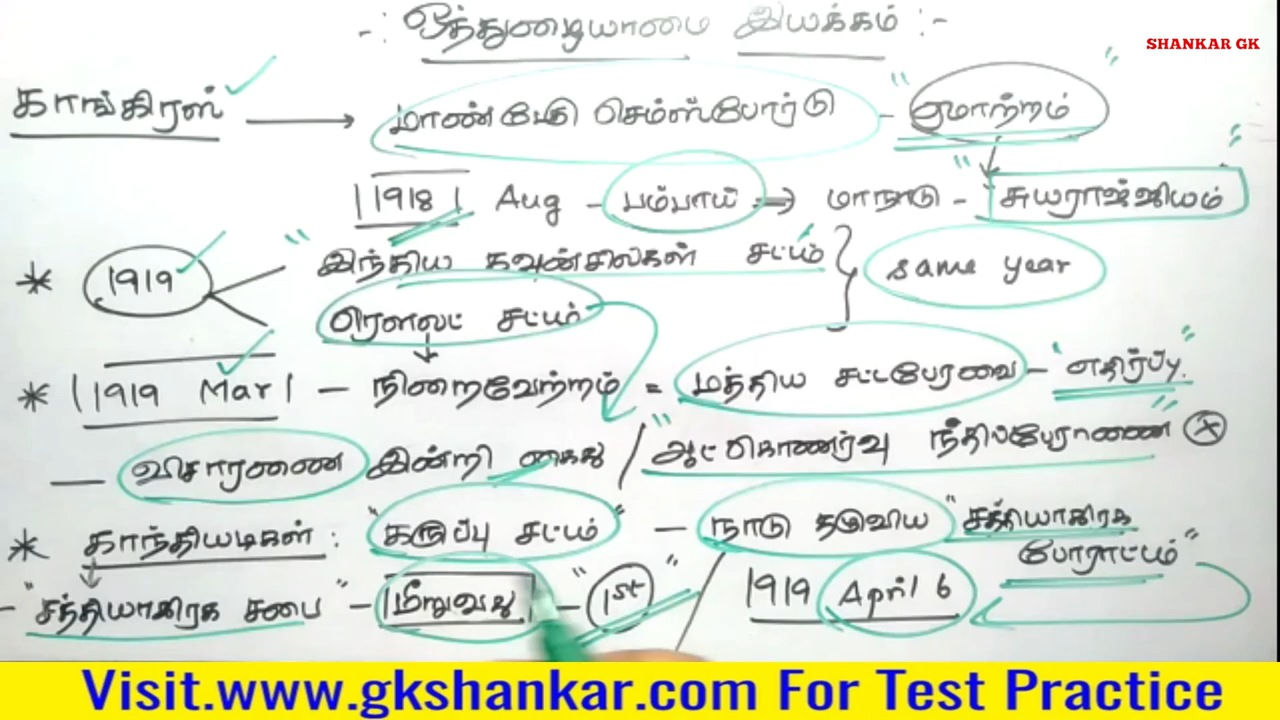 -: ஒத்துழையாமை இயக்கம் :-
SHANKAR GK
காங்கிரஸ் → மாண்டேகு செம்ஸ்போர்டு - "ஏமாற்றம்"
1918 Aug - பம்பாய் ⇒ மாநாடு - "சுயராஜ்ஜியம்"
* 1919 "இந்திய கவுன்சில்கள் சட்டம்" } same year
ரௌலட் சட்டம்
* 1919 Mar - நிறைவேற்றம் = மத்திய சட்டபேரவை - "எதிர்ப்பு"
— விசாரணை இன்றி கைது / "ஆட்கொணர்வு நீதிப்பேராணை" ⓧ
* காந்தியடிகள் : "கருப்பு சட்டம்" - நாடு தழுவிய "சத்தியாகிரக
போராட்டம்"
- "சத்தியாகிரக சபை" - மீறுவது - "1st" 1919 April 6
Visit.www.gkshankar.com For Test Practice